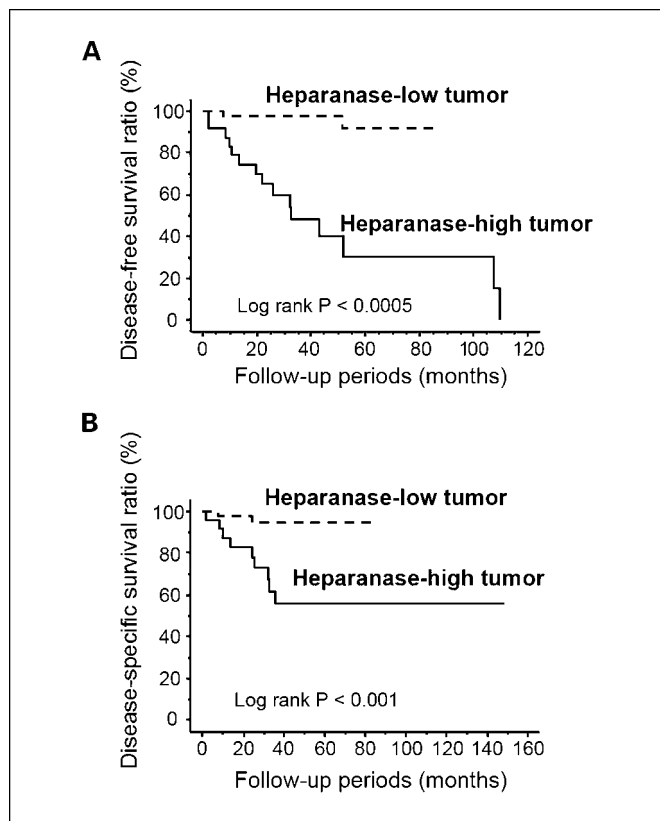 A
Disease-free survival ratio (%)
Heparanase-low tumor
100
80
60
40
20
0
Heparanase-high tumor
Log rank P < 0.0005
0 20 40 60 80 100 120
Follow-up periods (months)
B
Disease-specific survival ratio (%)
Heparanase-low tumor
100
80
60
40
20
0
Heparanase-high tumor
Log rank P < 0.001
0 20 40 60 80 100 120 140 160
Follow-up periods (months)